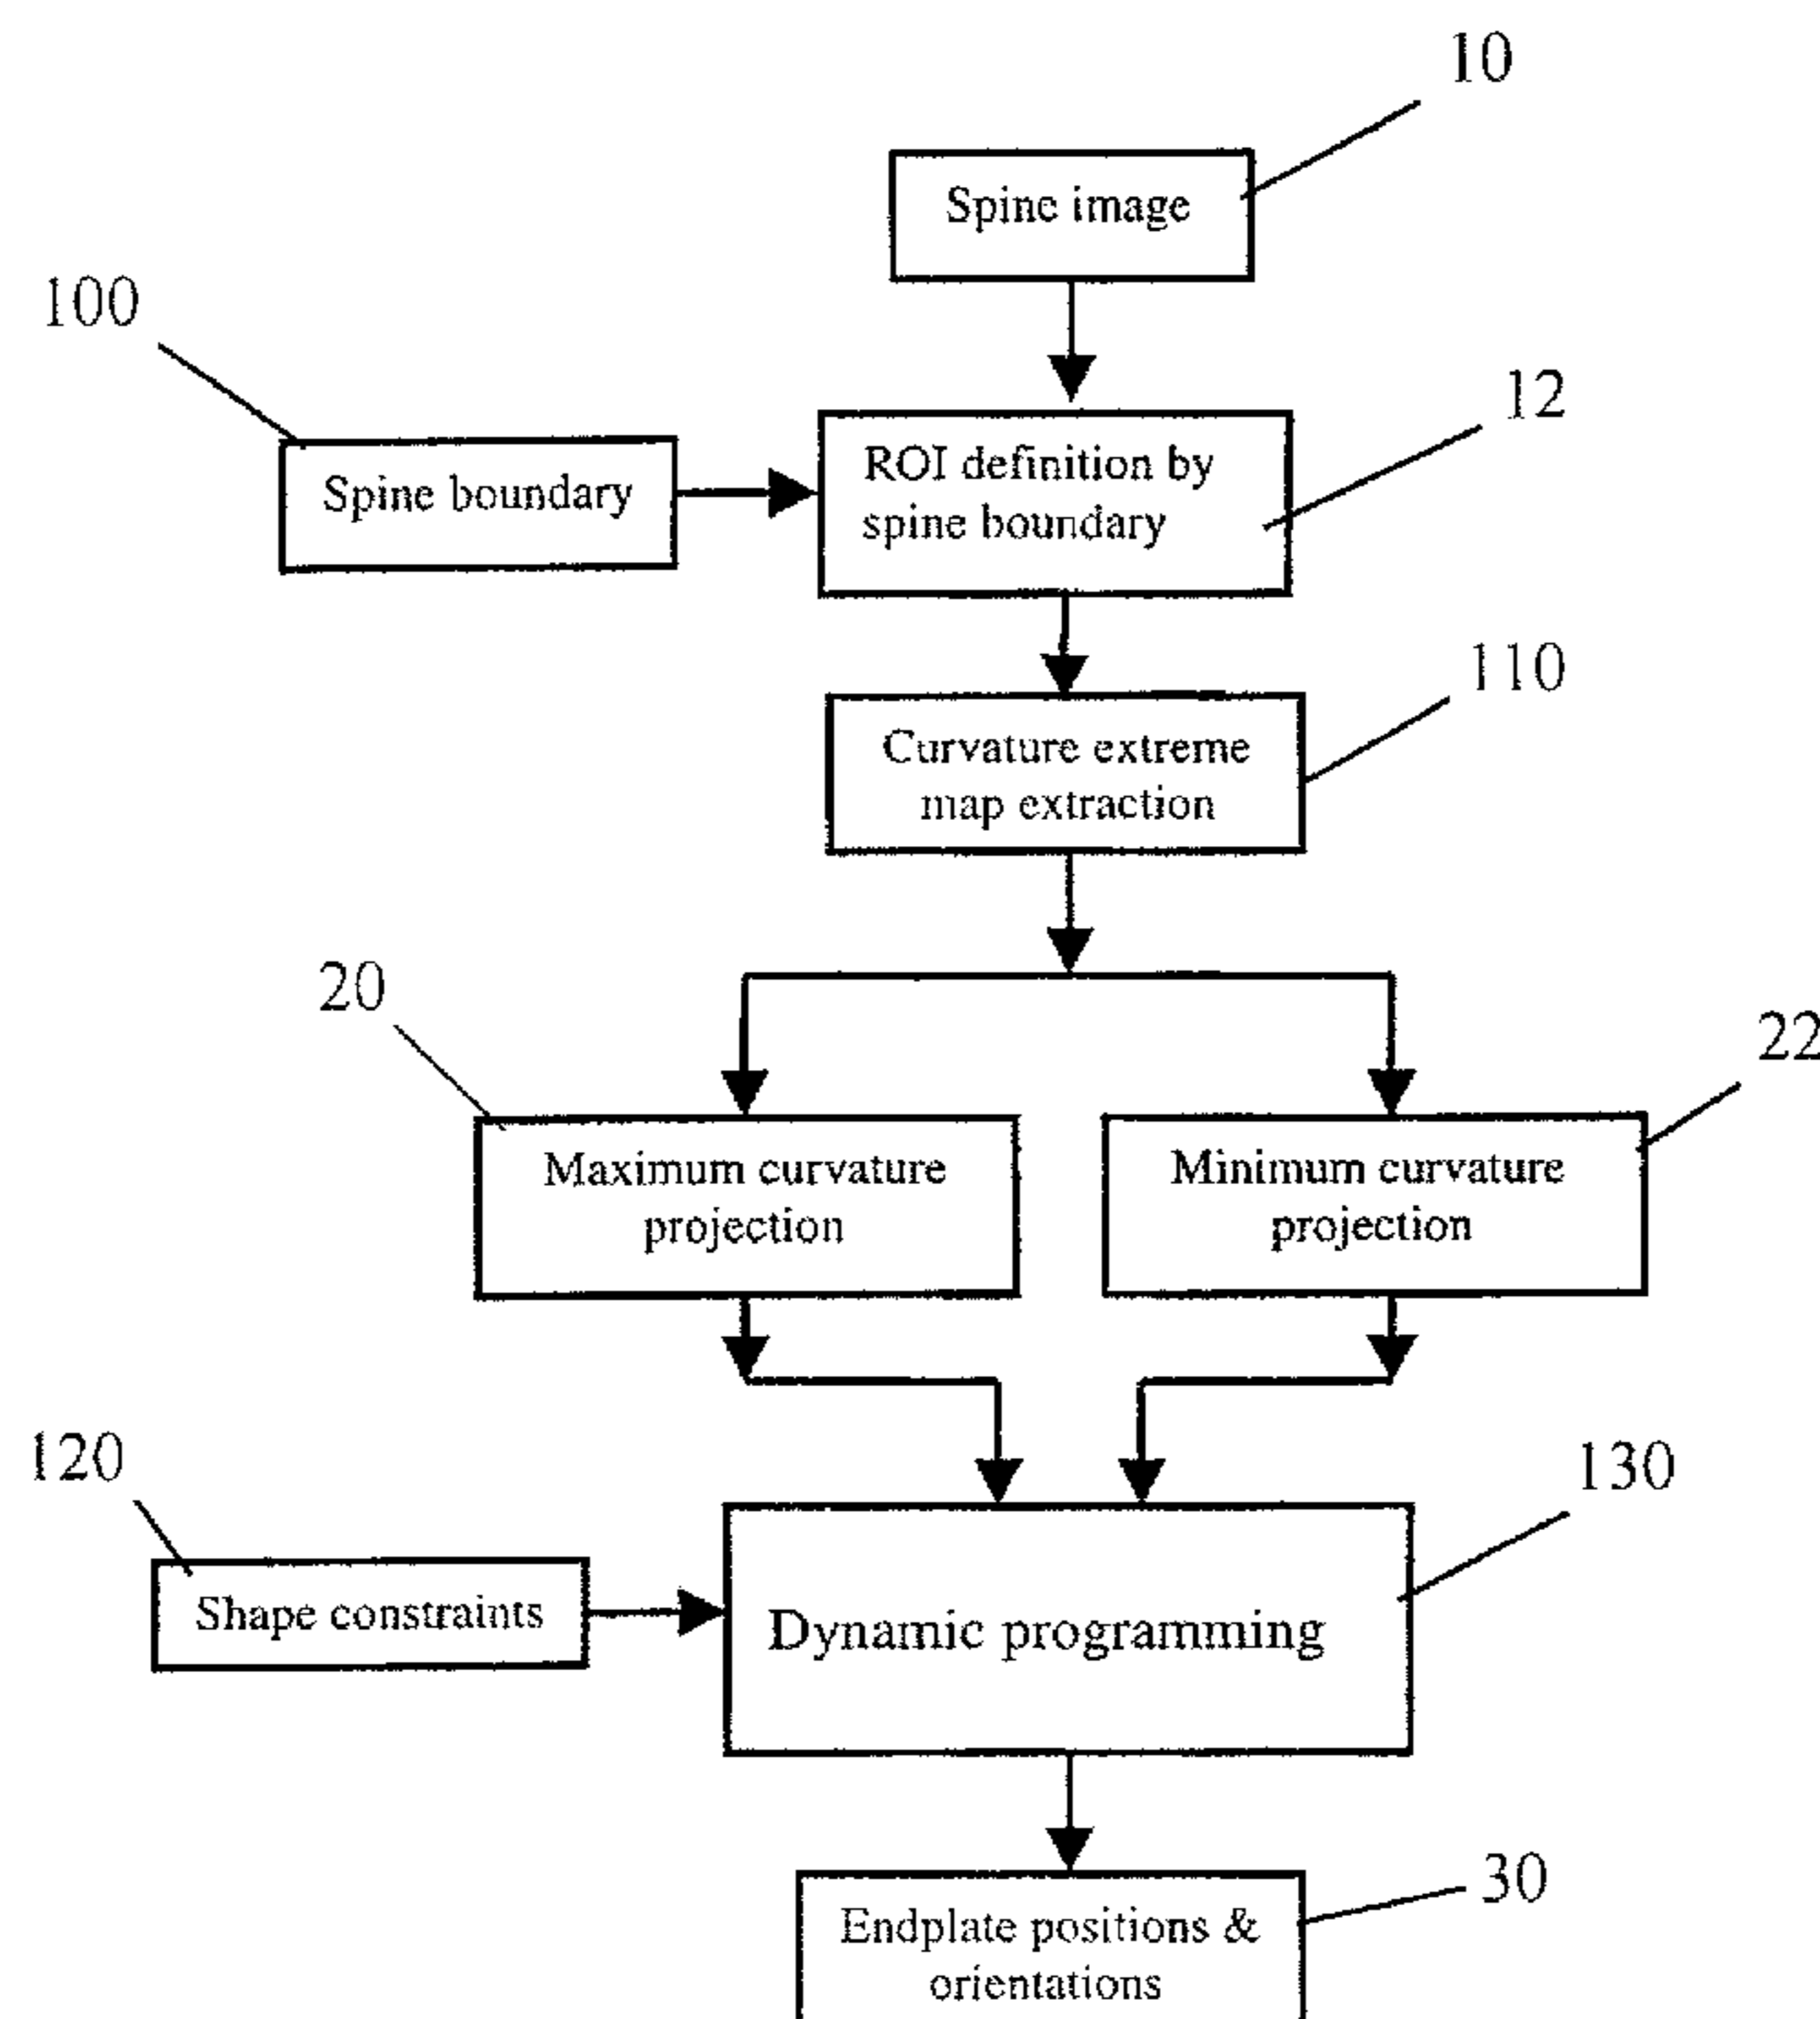 10
Spine image
100
12
Spine boundary
ROI definition by
spine boundary
110
Curvature extreme
map extraction
20
22
Maximum curvature
projection
Minimum curvature
projection
120
130
Shape constraints
Dynamic programming
30
Endplate positions &
orientations